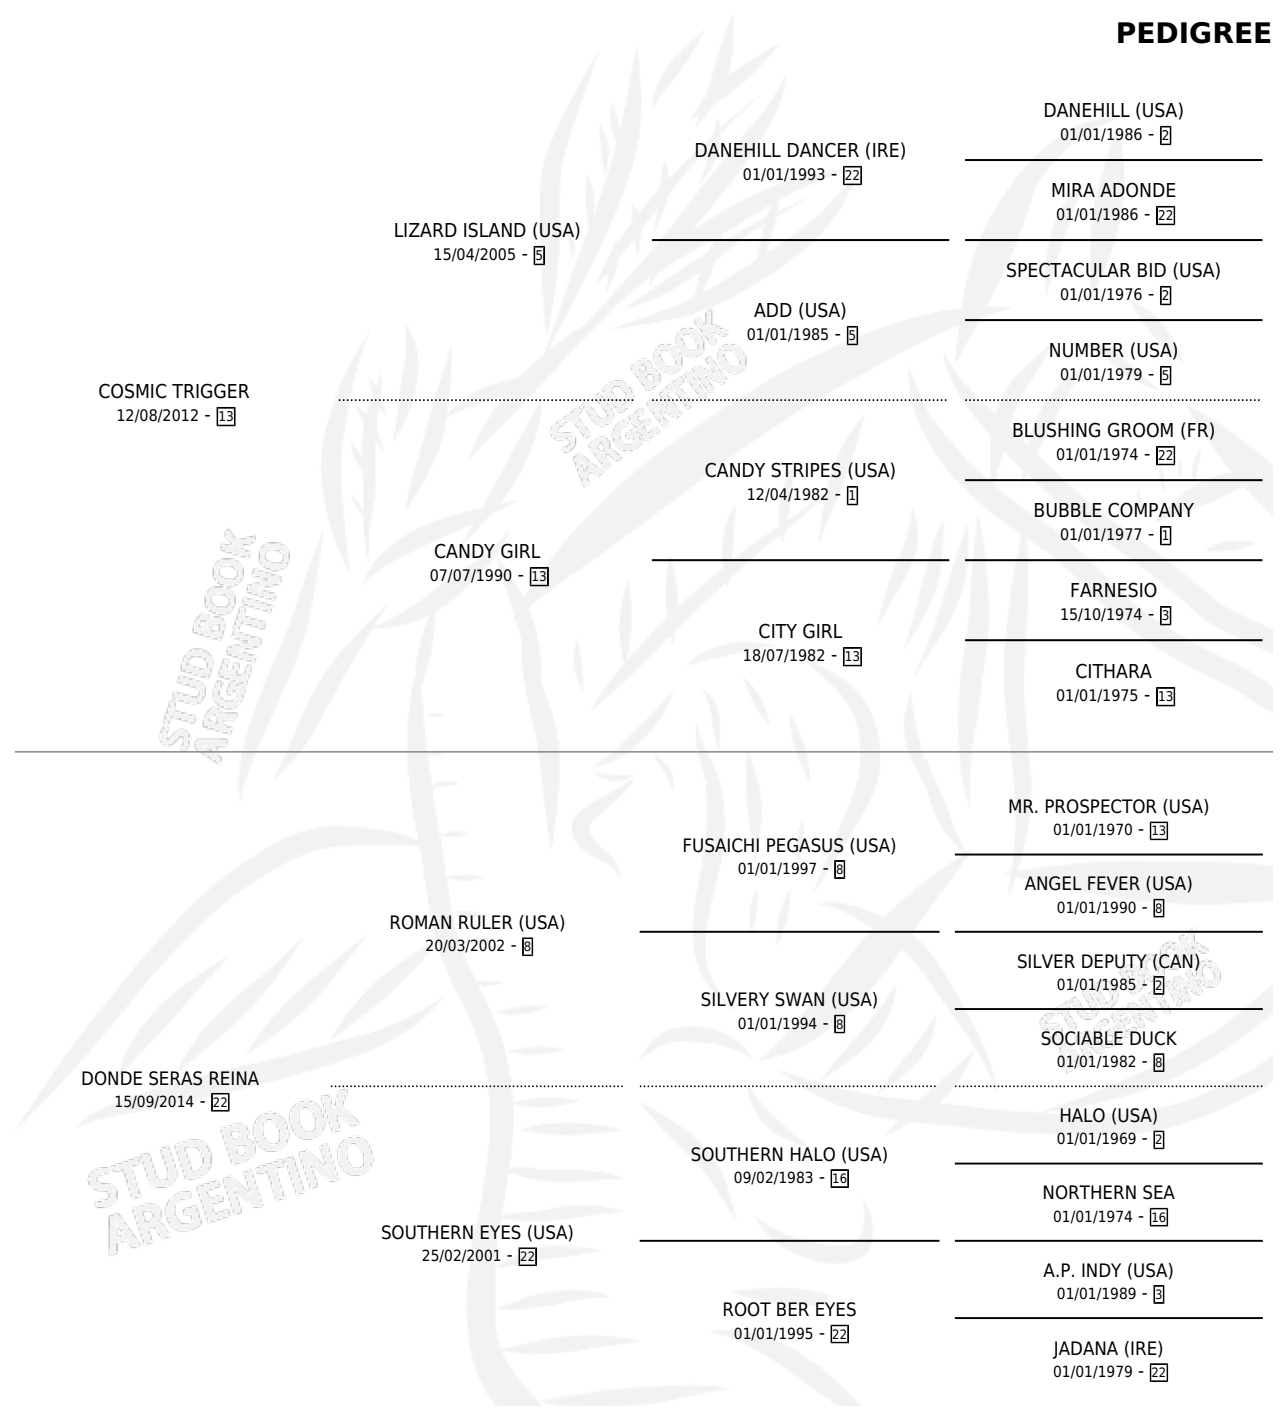 PEDIGREE
DANEHILL (USA)
01/01/1986 - 2
DANEHILL DANCER (IRE)
01/01/1993 - 22
MIRA ADONDE
01/01/1986 - 22
LIZARD ISLAND (USA)
15/04/2005 - 5
SPECTACULAR BID (USA)
01/01/1976 - 2
ADD (USA)
01/01/1985 - 5
NUMBER (USA)
01/01/1979 - 5
COSMIC TRIGGER
12/08/2012 - 13
BLUSHING GROOM (FR)
01/01/1974 - 22
CANDY STRIPES (USA)
12/04/1982 - 1
BUBBLE COMPANY
01/01/1977 - 1
CANDY GIRL
07/07/1990 - 13
FARNESIO
15/10/1974 - 3
CITY GIRL
18/07/1982 - 13
CITHARA
01/01/1975 - 13
STUD BOOK
ARGENTINO
STUD BOOK
ARGENTINO
MR. PROSPECTOR (USA)
01/01/1970 - 13
FUSAICHI PEGASUS (USA)
01/01/1997 - 8
ANGEL FEVER (USA)
01/01/1990 - 8
ROMAN RULER (USA)
20/03/2002 - 8
SILVER DEPUTY (CAN)
01/01/1985 - 2
SILVERY SWAN (USA)
01/01/1994 - 8
SOCIABLE DUCK
01/01/1982 - 8
DONDE SERAS REINA
15/09/2014 - 22
HALO (USA)
01/01/1969 - 2
SOUTHERN HALO (USA)
09/02/1983 - 16
NORTHERN SEA
01/01/1974 - 16
SOUTHERN EYES (USA)
25/02/2001 - 22
A.P. INDY (USA)
01/01/1989 - 3
ROOT BER EYES
01/01/1995 - 22
JADANA (IRE)
01/01/1979 - 22
STUD BOOK
ARGENTINO
STUD BOOK
ARGENTINO